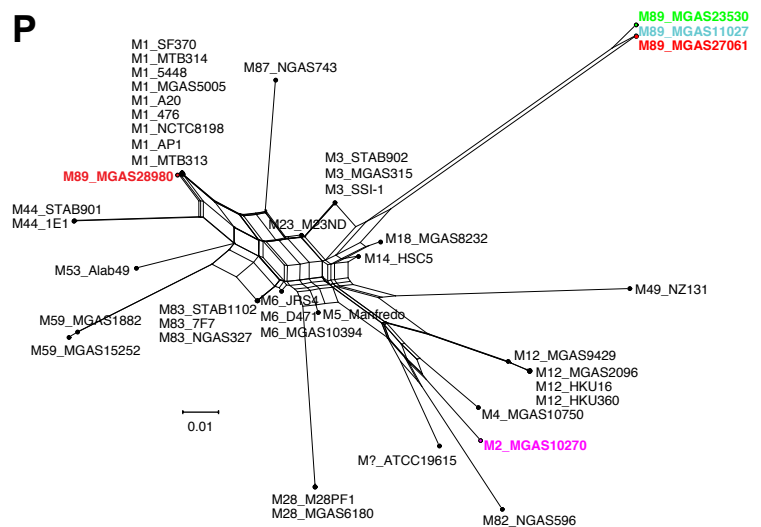 P
M89_MGAS23530
M89_MGAS11027
M89_MGAS27061
M1_SF370
M1_MTB314
M1_5448
M1_MGAS5005
M1_A20
M1_476
M1_NCTC8198
M1_AP1
M1_MTB313
M89_MGAS28980
M87_NGAS743
M3_STAB902
M3_MGAS315
M3_SSI-1
M44_STAB901
M44_1E1
M23_M23ND
M18_MGAS8232
M14_HSC5
M53_Alab49
M49_NZ131
M59_MGAS1882
M59_MGAS15252
M83_STAB1102
M83_7F7
M83_NGAS327
M6_JRS4
M6_D471
M6_MGAS10394
M5_Manfredo
M12_MGAS9429
M12_MGAS2096
M12_HKU16
M12_HKU360
M4_MGAS10750
0.01
M2_MGAS10270
M?_ATCC19615
M28_M28PF1
M28_MGAS6180
M82_NGAS596